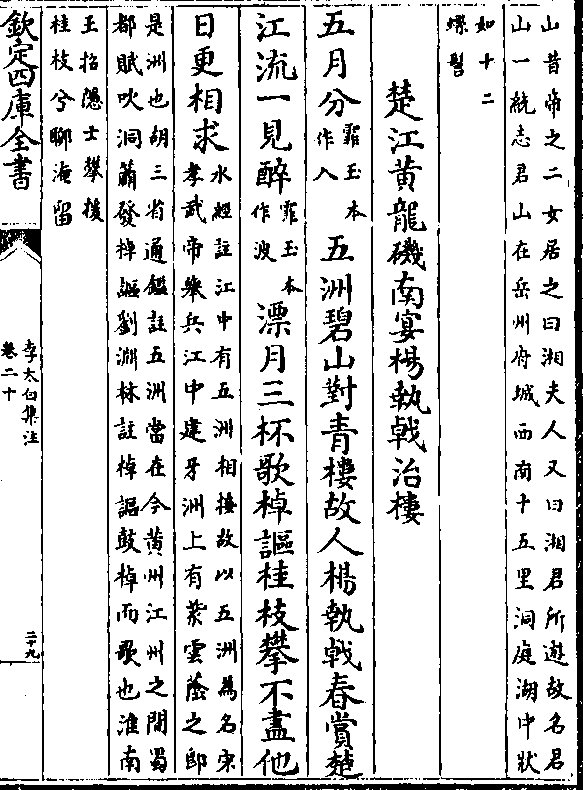 山昔帝之二女居之曰湘夫人又曰湘君所遊故名君
山一統志君山在岳州府城西南十五里洞庭湖中狀
如十二
螺髻
楚江黃龍磯南宴楊執戟治樓
五月分
霏玉本
作入
五洲碧山對青樓故人楊執戟春賞楚
江流一見醉
霏玉本
作波
漂月三杯歌棹謳桂枝攀不盡他
日更相求
水經註江中有五洲相接故以五洲為名宋
孝武帝舉兵江中建牙洲上有紫雲蔭之即
是洲也胡三省通鑑註五洲當在今黄州江州之間蜀
都賦吹洞簫發棹謳劉淵林註棹謳鼓棹而歌也淮南
王招隱士攀援
桂枝兮聊淹留
欽定四庫全書
李太白集注
卷二十
二十九